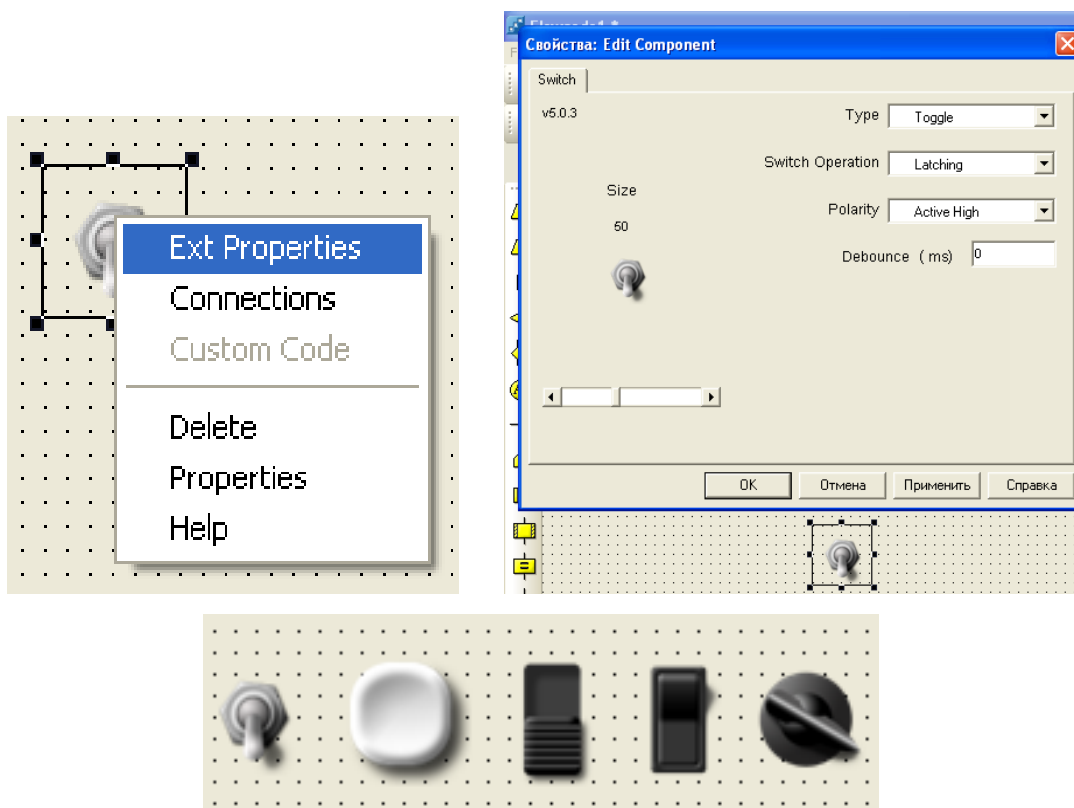 Ext Properties
Connections
Custom Code
Delete
Properties
Help
Свойства: Edit Component
Switch
v5.0.3
Type
Toggle
Switch Operation
Latching
Size
Polarity
Active High
50
Debounce ( ms)
0
OK
Отмена
Применить
Справка